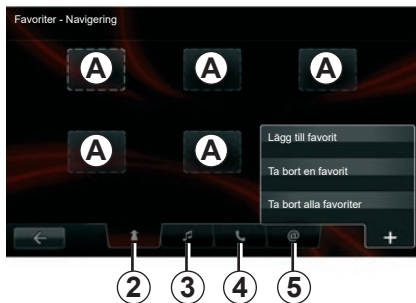 Favoriter - Navigering
A A A
A A
Lägg till favorit
Ta bort en favorit
Ta bort alla favoriter
@ +
2 3 4 5